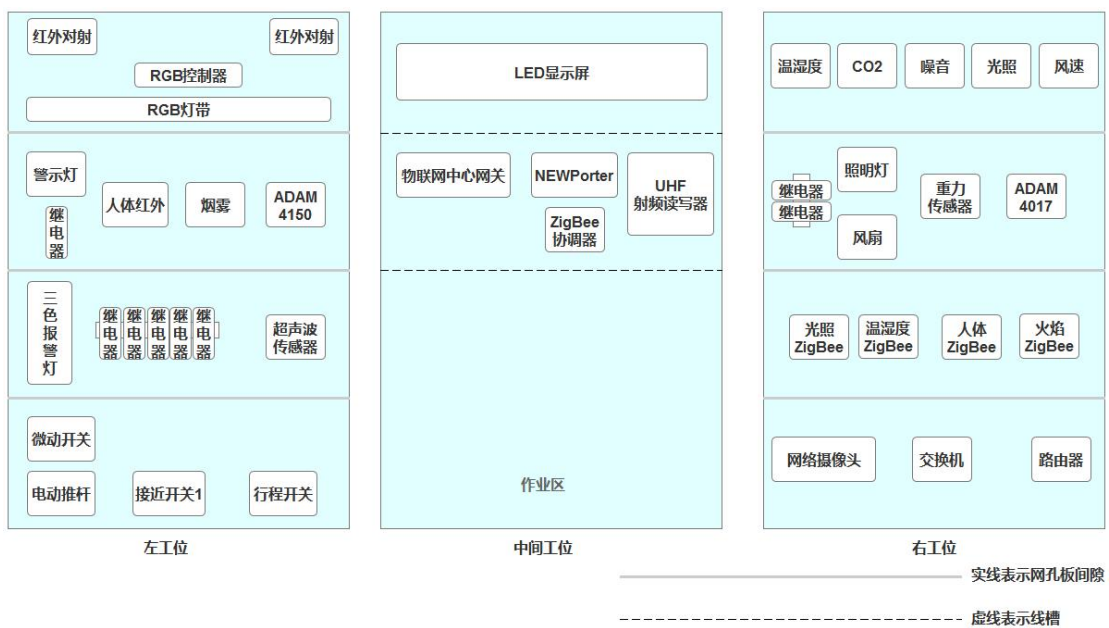 红外对射
红外对射
RGB控制器
RGB灯带
警示灯
继
电
器
人体红外
烟雾
ADAM
4150
三
色
报
警
灯
继
电
器
继
电
器
继
电
器
继
电
器
继
电
器
超声波
传感器
微动开关
电动推杆
接近开关1
行程开关
左工位
LED显示屏
物联网中心网关
NEWPorter
ZigBee
协调器
UHF
射频读写器
作业区
中间工位
温湿度
CO2
噪音
光照
风速
继电器
继电器
照明灯
风扇
重力
传感器
ADAM
4017
光照
ZigBee
温湿度
ZigBee
人体
ZigBee
火焰
ZigBee
网络摄像头
交换机
路由器
右工位
实线表示网孔板间隙
虚线表示线槽